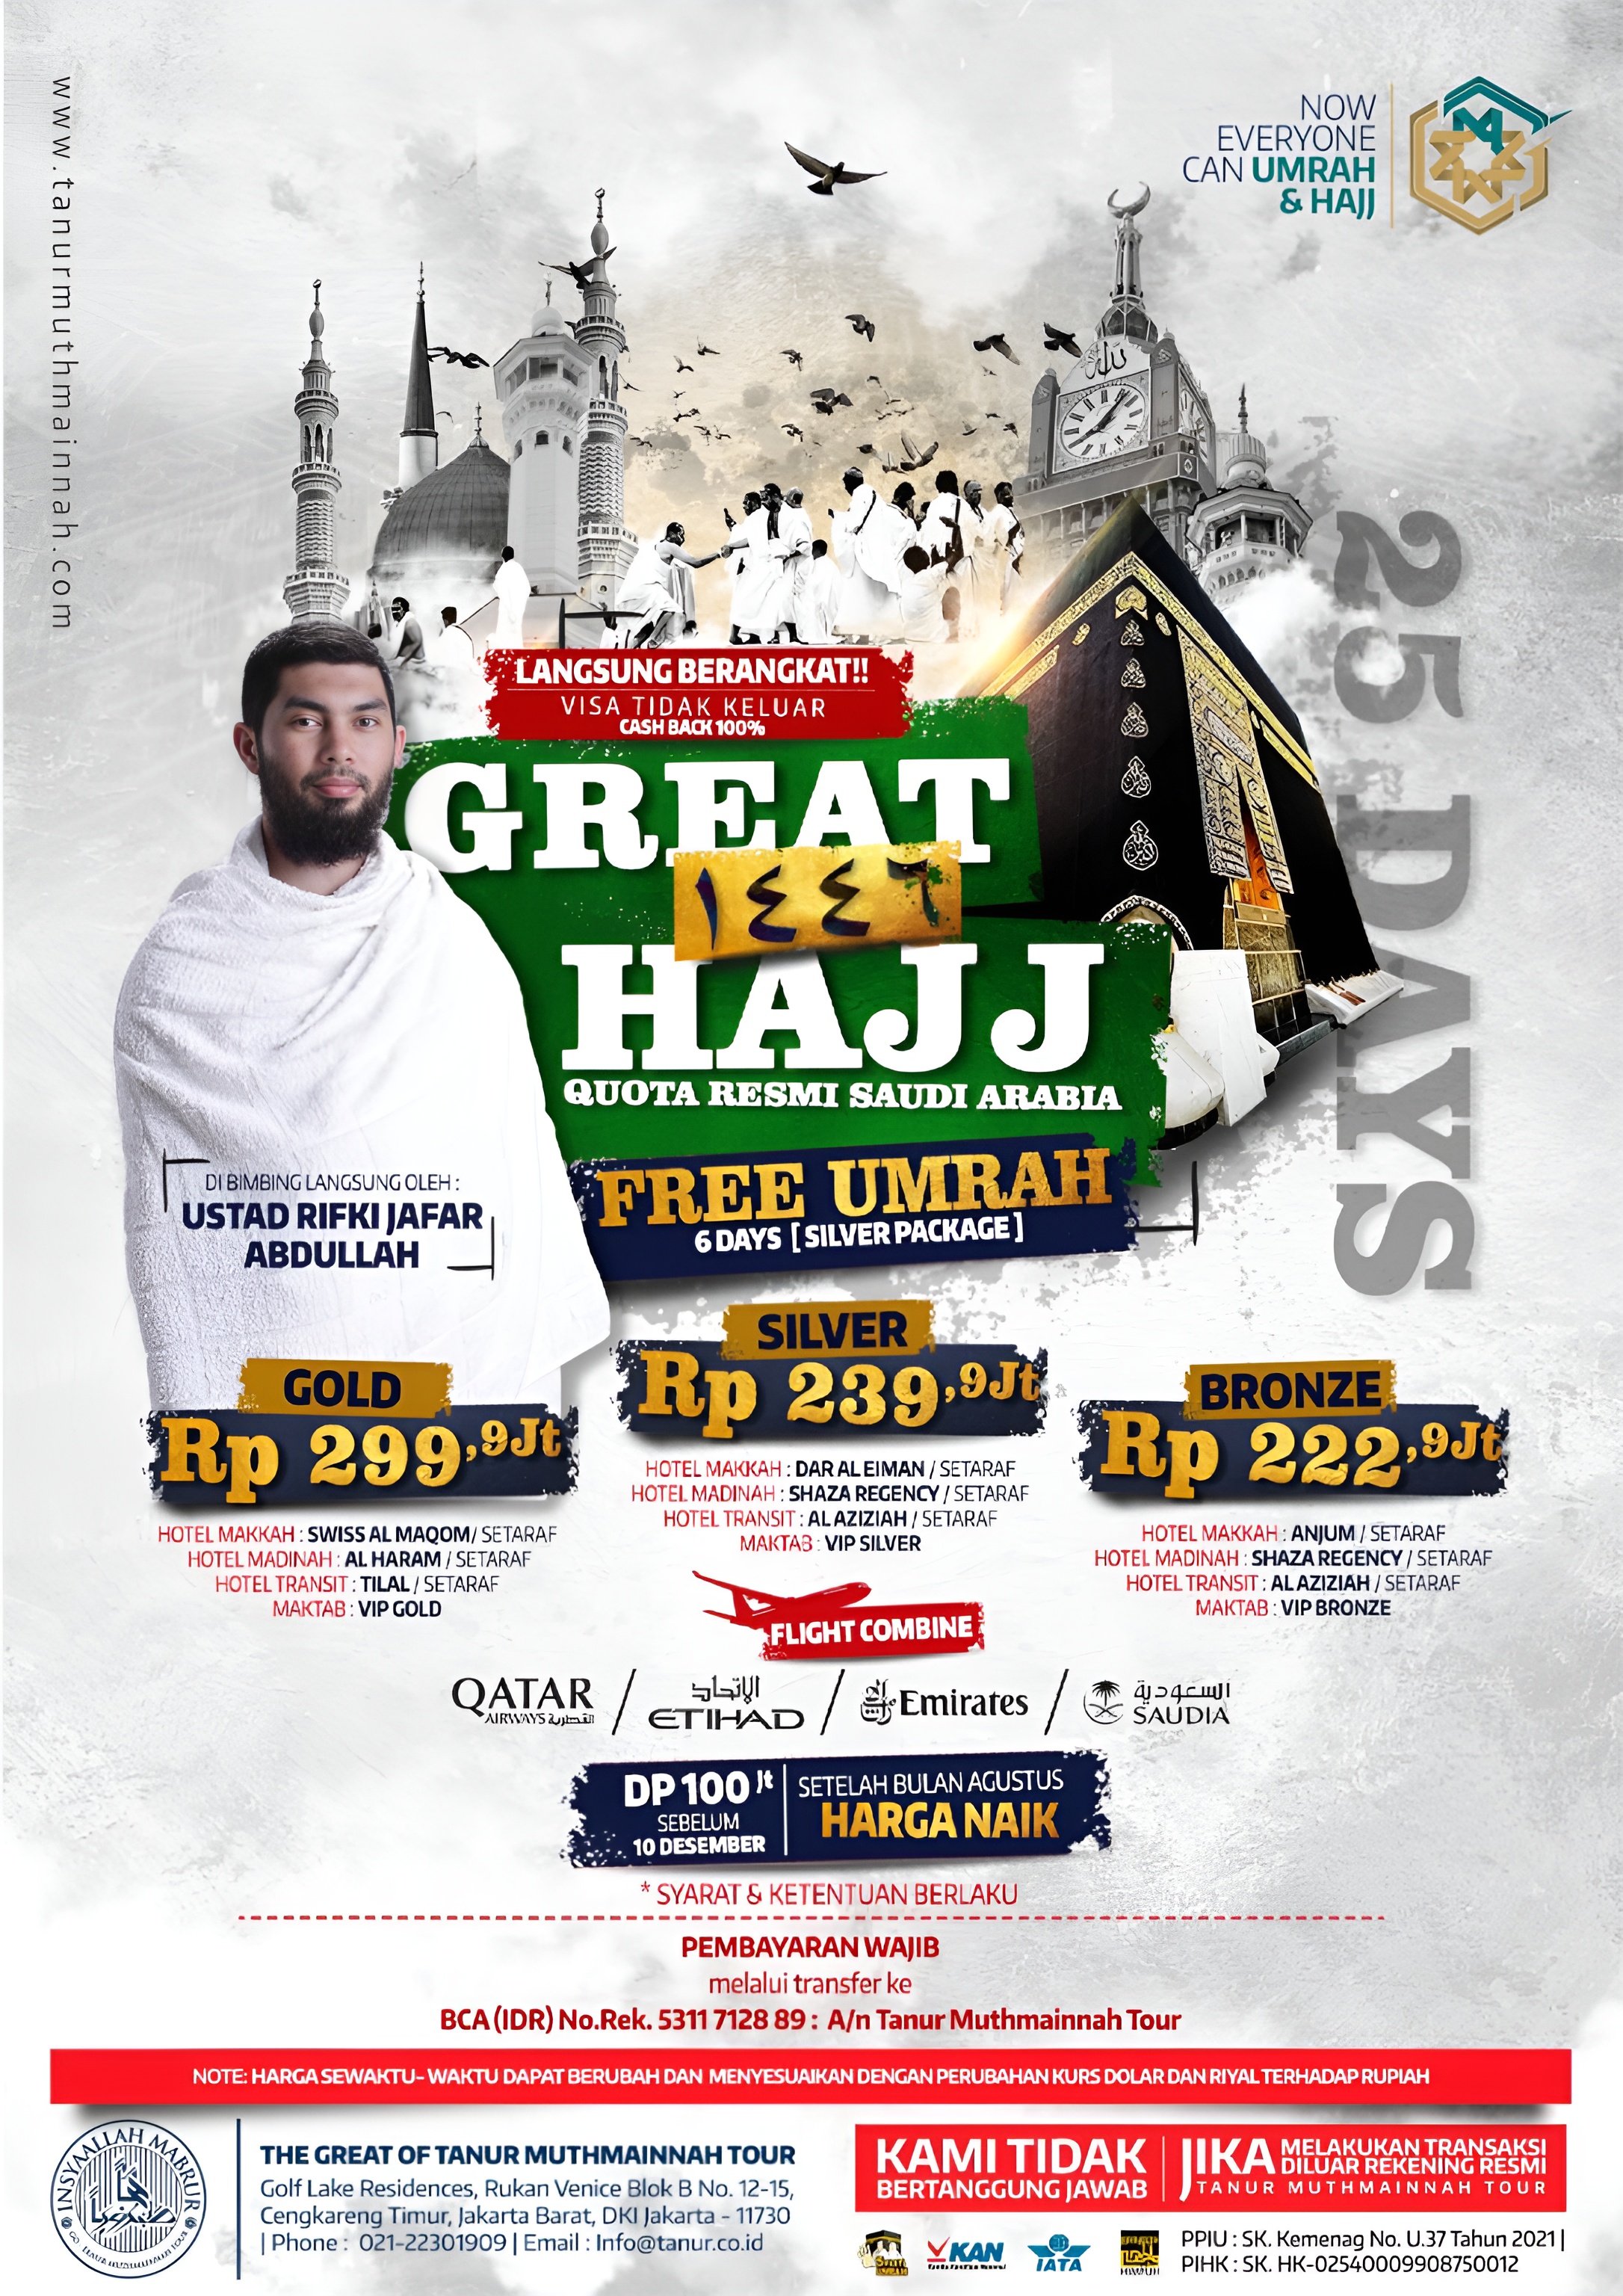 www.tanurmuthmainnah.com
NOW
EVERYONE
CAN UMRAH
& HAJJ
25 DAYS
LANGSUNG BERANGKAT!!
VISA TIDAK KELUAR
CASH BACK 100%
GREAT
١٤٤٦
HAJJ
QUOTA RESMI SAUDI ARABIA
FREE UMRAH
6 DAYS [ SILVER PACKAGE ]
DI BIMBING LANGSUNG OLEH :
USTAD RIFKI JAFAR
ABDULLAH
GOLD
Rp 299,9Jt
HOTEL MAKKAH : SWISS AL MAQOM/ SETARAF
HOTEL MADINAH : AL HARAM / SETARAF
HOTEL TRANSIT : TILAL / SETARAF
MAKTAB : VIP GOLD
SILVER
Rp 239,9Jt
HOTEL MAKKAH : DAR AL EIMAN / SETARAF
HOTEL MADINAH : SHAZA REGENCY / SETARAF
HOTEL TRANSIT : AL AZIZIAH / SETARAF
MAKTAB : VIP SILVER
BRONZE
Rp 222,9Jt
HOTEL MAKKAH : ANJUM / SETARAF
HOTEL MADINAH : SHAZA REGENCY / SETARAF
HOTEL TRANSIT : AL AZIZIAH / SETARAF
MAKTAB : VIP BRONZE
FLIGHT COMBINE
QATAR
AIRWAYS القطرية
الإتحاد
ETIHAD
Emirates
السعودية
SAUDIA
DP 100 Jt
SEBELUM
10 DESEMBER
SETELAH BULAN AGUSTUS
HARGA NAIK
* SYARAT & KETENTUAN BERLAKU
PEMBAYARAN WAJIB
melalui transfer ke
BCA (IDR) No.Rek. 5311 7128 89 : A/n Tanur Muthmainnah Tour
NOTE: HARGA SEWAKTU- WAKTU DAPAT BERUBAH DAN MENYESUAIKAN DENGAN PERUBAHAN KURS DOLAR DAN RIYAL TERHADAP RUPIAH
INSYAALLAH MABRUR
THE GREAT OF TANUR MUTHMAINNAH TOUR
Golf Lake Residences, Rukan Venice Blok B No. 12-15,
Cengkareng Timur, Jakarta Barat, DKI Jakarta - 11730
| Phone : 021-22301909 | Email : Info@tanur.co.id
KAMI TIDAK
BERTANGGUNG JAWAB
JIKA MELAKUKAN TRANSAKSI
DILUAR REKENING RESMI
TANUR MUTHMAINNAH TOUR
KAN
IATA
PPIU : SK. Kemenag No. U.37 Tahun 2021 |
PIHK : SK. HK-02540009908750012